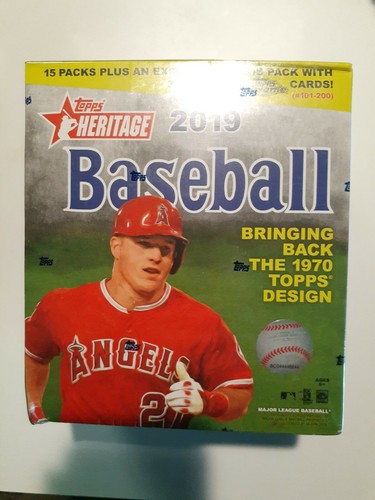 15 PACKS PLUS AN PACK WITH
CARDS!
topps
HERITAGE 2019
Baseball
BRINGING
BACK
THE 1970
TOPPS®
DESIGN
ANGELS
2
MAJOR LEAGUE BASEBALL